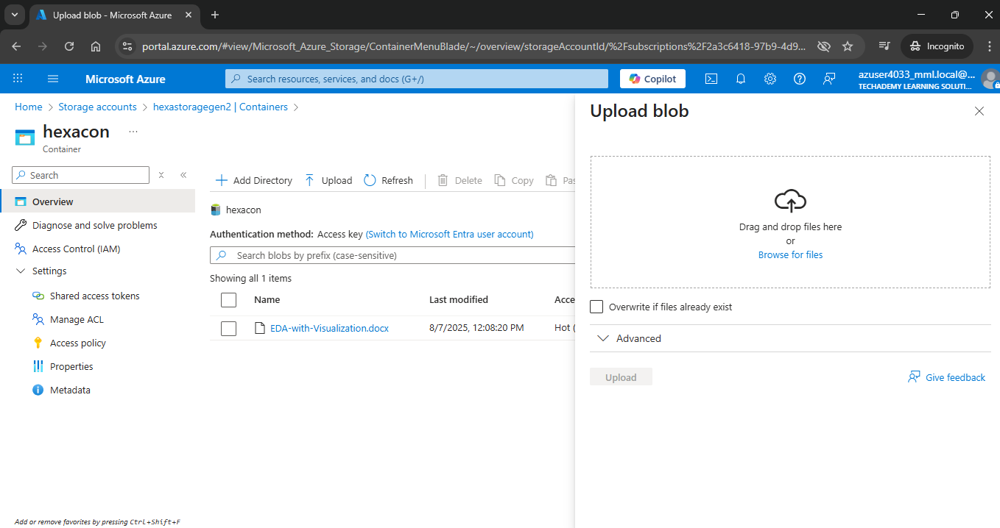 Upload blob - Microsoft Azure
portal.azure.com/#view/Microsoft_Azure_Storage/ContainerMenuBlade/~/overview/storageAccountId/%2Fsubscriptions%2F2a3c6418-97b9-4d9...
Incognito
Microsoft Azure
Search resources, services, and docs (G+/)
Copilot
azuser4033_mml.local@...
TECHADEMY LEARNING SOLUTI...
Home > Storage accounts > hexastoragegen2 | Containers >
hexacon ...
Container
Search
Overview
Diagnose and solve problems
Access Control (IAM)
Settings
Shared access tokens
Manage ACL
Access policy
Properties
Metadata
Add or remove favorites by pressing Ctrl+Shift+F
Add Directory Upload Refresh Delete Copy Pas
hexacon
Authentication method: Access key (Switch to Microsoft Entra user account)
Search blobs by prefix (case-sensitive)
Showing all 1 items
Name Last modified Acce
EDA-with-Visualization.docx 8/7/2025, 12:08:20 PM Hot (
Upload blob
Drag and drop files here
or
Browse for files
Overwrite if files already exist
Advanced
Upload
Give feedback